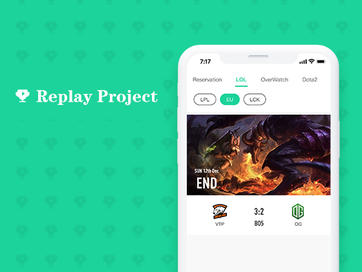 Replay Project
7:17
Reservation LOL OverWatch Dota2
LPL EU LCK
SUN 12th Dec
END
3:2
VTP BO5 OG